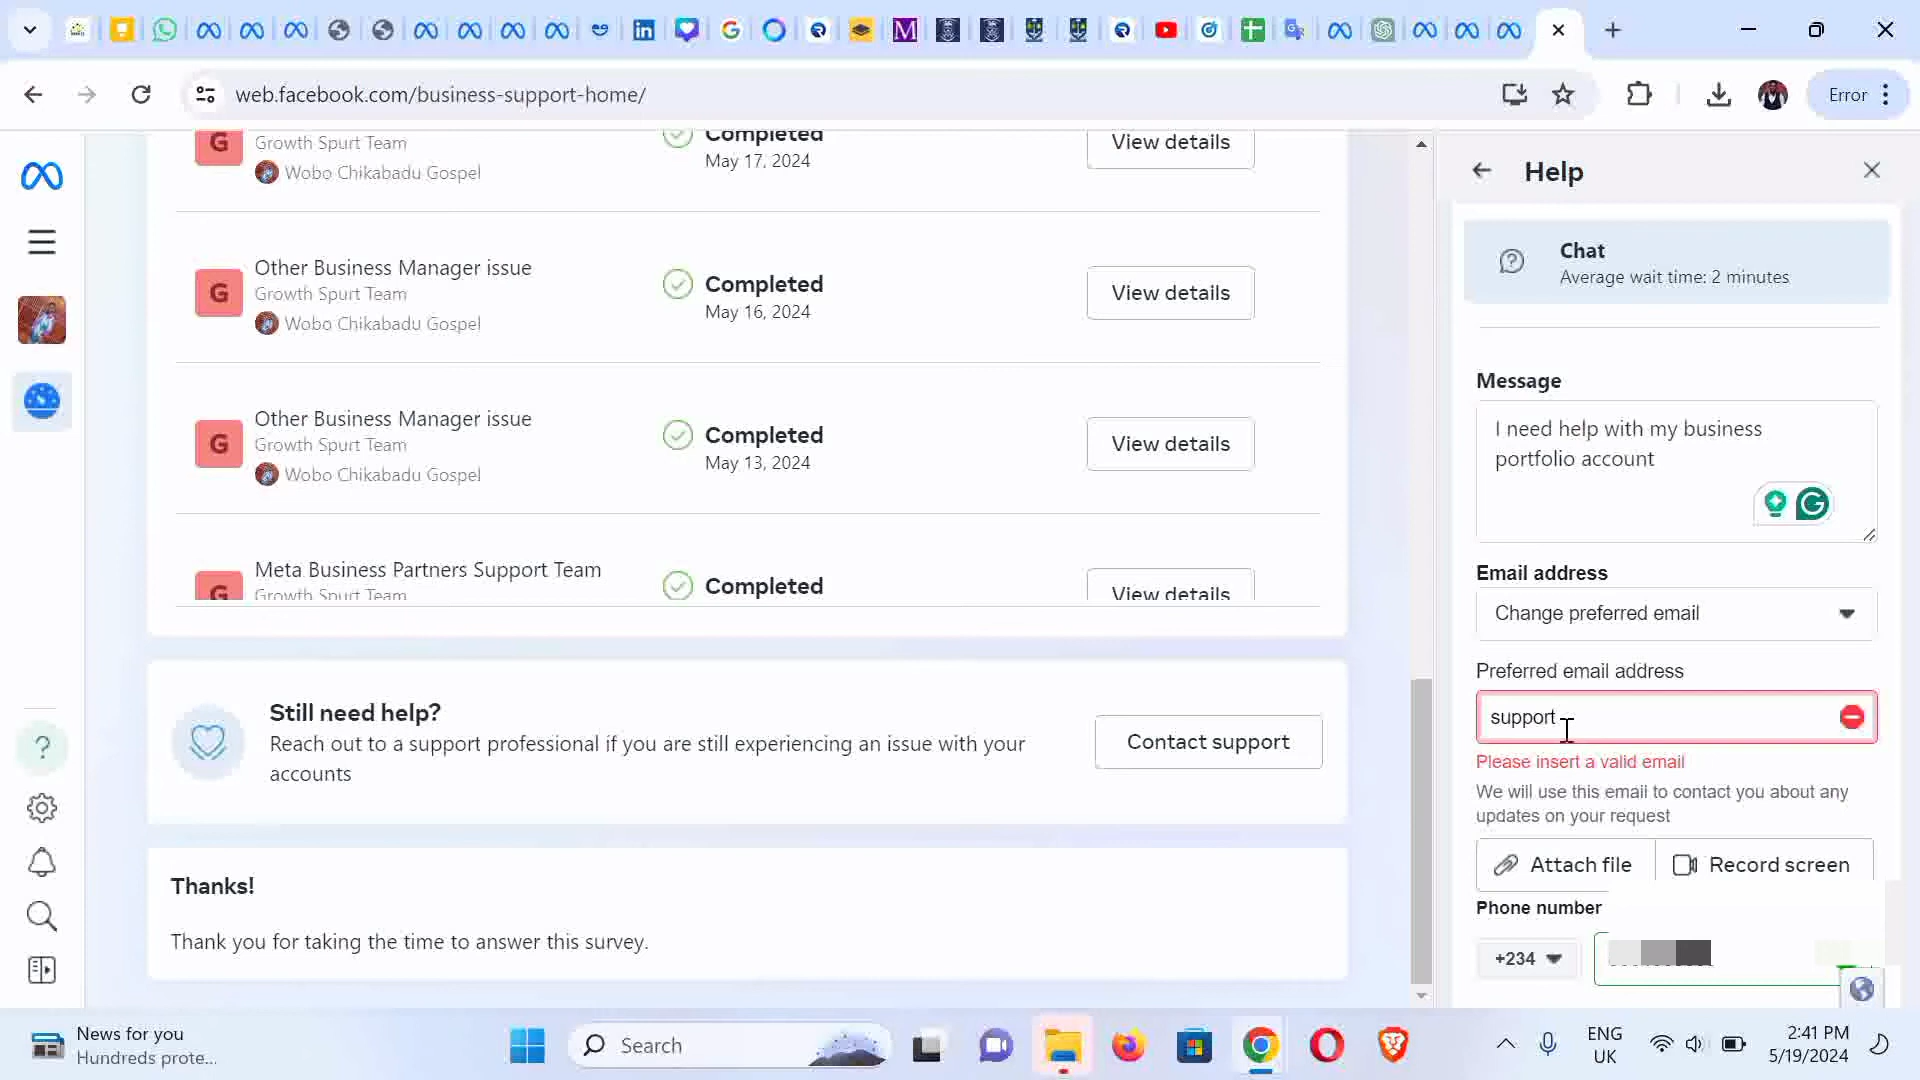 web.facebook.com/business-support-home/
Error
Growth Spurt Team
Wobo Chikabadu Gospel
Completed
May 17, 2024
View details
G
Other Business Manager issue
Growth Spurt Team
Wobo Chikabadu Gospel
Completed
May 16, 2024
View details
G
Other Business Manager issue
Growth Spurt Team
Wobo Chikabadu Gospel
Completed
May 13, 2024
View details
G
Meta Business Partners Support Team
Growth Spurt Team
Completed
View details
G
Still need help?
Reach out to a support professional if you are still experiencing an issue with your
accounts
Contact support
Thanks!
Thank you for taking the time to answer this survey.
Help
Chat
Average wait time: 2 minutes
Message
I need help with my business
portfolio account
Email address
Change preferred email
Preferred email address
support
Please insert a valid email
We will use this email to contact you about any
updates on your request
Attach file
Record screen
Phone number
+234
News for you
Hundreds prote...
Search
ENG
UK
2:41 PM
5/19/2024